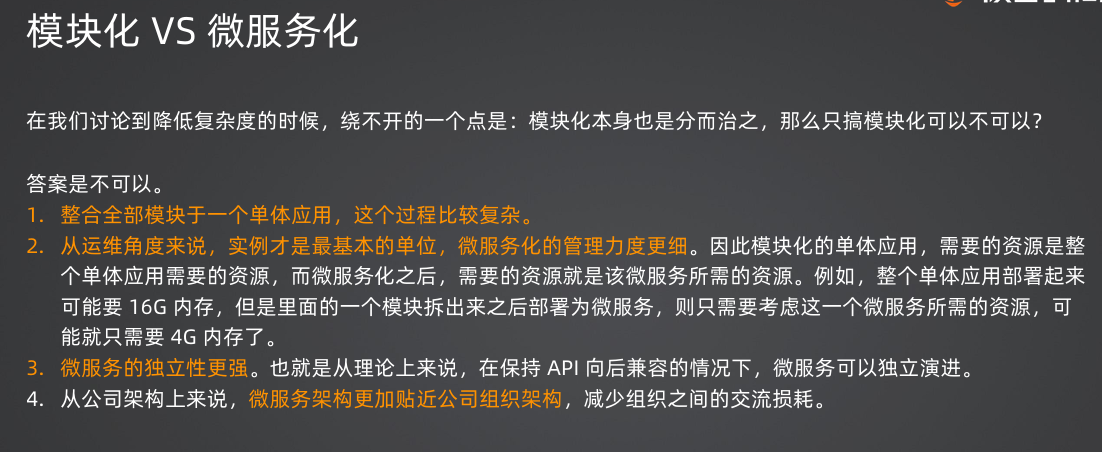 模块化 VS 微服务化
在我们讨论到降低复杂度的时候，绕不开的一个点是：模块化本身也是分而治之，那么只搞模块化可以不可以？
答案是不可以。
1. 整合全部模块于一个单体应用，这个过程比较复杂。
2. 从运维角度来说，实例才是最基本的单位，微服务化的管理力度更细。因此模块化的单体应用，需要的资源是整
个单体应用需要的资源，而微服务化之后，需要的资源就是该微服务所需的资源。例如，整个单体应用部署起来
可能要 16G 内存，但是里面的一个模块拆出来之后部署为微服务，则只需要考虑这一个微服务所需的资源，可
能就只需要 4G 内存了。
3. 微服务的独立性更强。也就是从理论上来说，在保持 API 向后兼容的情况下，微服务可以独立演进。
4. 从公司架构上来说，微服务架构更加贴近公司组织架构，减少组织之间的交流损耗。